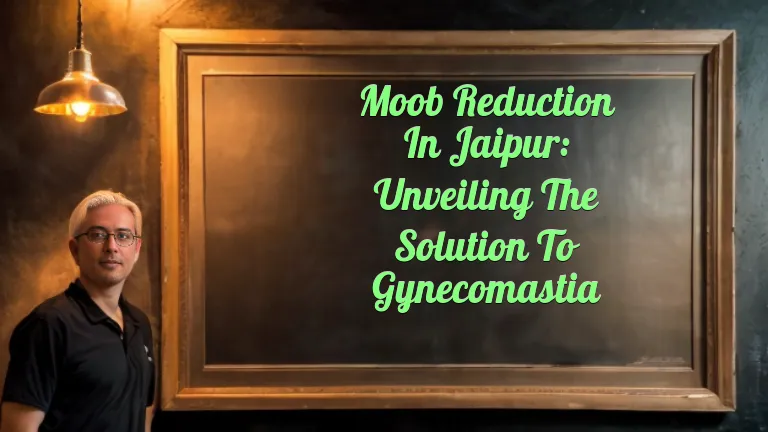 Moob Reduction
In Jaipur:
Unveiling The
Solution To
Gynecomastia